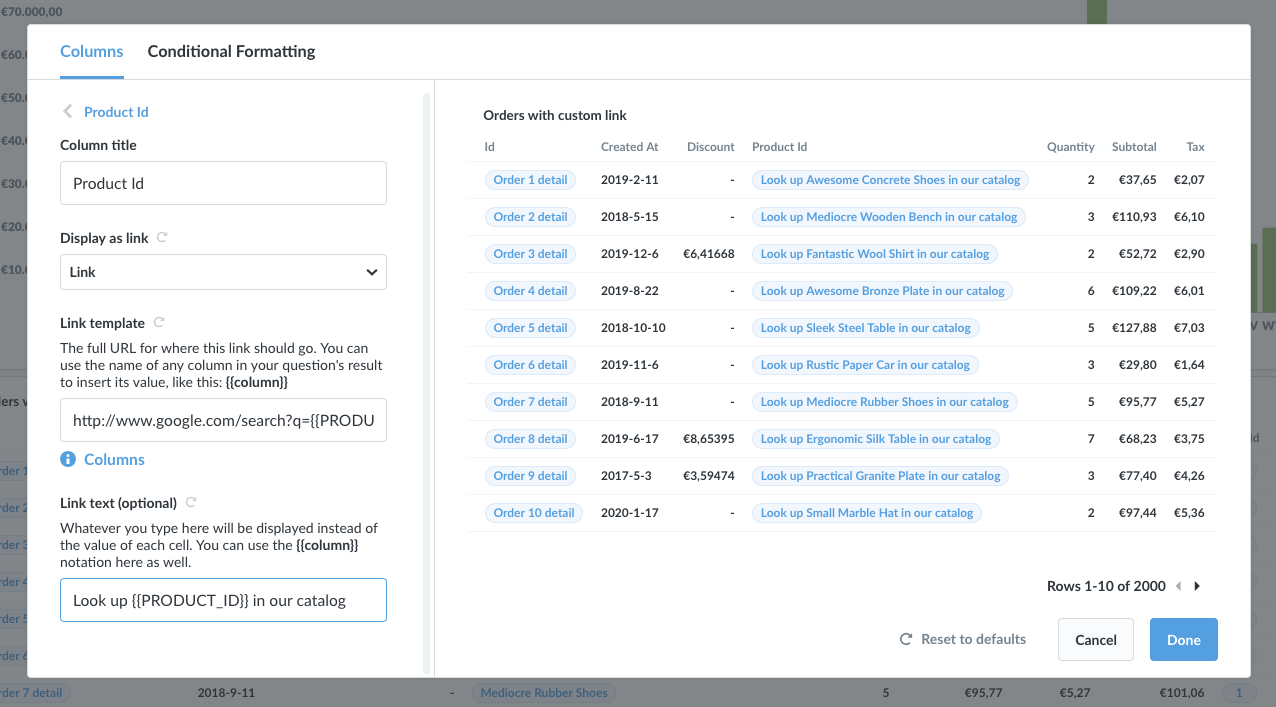 €70.000,00
€60.
€50.0
€40.
€30.0
€20.0
€10.0
Columns
Conditional Formatting
Product Id
Column title
Product Id
Display as link
Link
Link template
The full URL for where this link should go. You can
use the name of any column in your question's result
to insert its value, like this: {{column}}
http://www.google.com/search?q={{PRODU
Columns
Link text (optional)
Whatever you type here will be displayed instead of
the value of each cell. You can use the {{column}}
notation here as well.
Look up {{PRODUCT_ID}} in our catalog
Orders with custom link
Id Created At Discount Product Id Quantity Subtotal Tax
Order 1 detail 2019-2-11 - Look up Awesome Concrete Shoes in our catalog 2 €37,65 €2,07
Order 2 detail 2018-5-15 - Look up Mediocre Wooden Bench in our catalog 3 €110,93 €6,10
Order 3 detail 2019-12-6 €6,41668 Look up Fantastic Wool Shirt in our catalog 2 €52,72 €2,90
Order 4 detail 2019-8-22 - Look up Awesome Bronze Plate in our catalog 6 €109,22 €6,01
Order 5 detail 2018-10-10 - Look up Sleek Steel Table in our catalog 5 €127,88 €7,03
Order 6 detail 2019-11-6 - Look up Rustic Paper Car in our catalog 3 €29,80 €1,64
Order 7 detail 2018-9-11 - Look up Mediocre Rubber Shoes in our catalog 5 €95,77 €5,27
Order 8 detail 2019-6-17 €8,65395 Look up Ergonomic Silk Table in our catalog 7 €68,23 €3,75
Order 9 detail 2017-5-3 €3,59474 Look up Practical Granite Plate in our catalog 3 €77,40 €4,26
Order 10 detail 2020-1-17 - Look up Small Marble Hat in our catalog 2 €97,44 €5,36
Rows 1-10 of 2000
Reset to defaults
Cancel
Done
rder 7 detail 2018-9-11 - Mediocre Rubber Shoes 5 €95,77 €5,27 €101,06 1